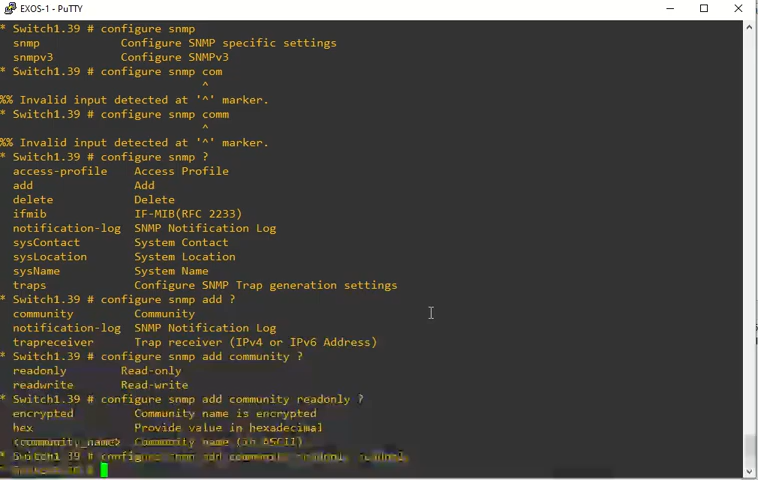 EXOS-1 - PuTTY
* Switch1.39 # configure snmp
snmp Configure SNMP specific settings
snmpv3 Configure SNMPv3
* Switch1.39 # configure snmp com
^
%% Invalid input detected at '^' marker.
* Switch1.39 # configure snmp comm
^
%% Invalid input detected at '^' marker.
* Switch1.39 # configure snmp ?
access-profile Access Profile
add Add
delete Delete
ifmib IF-MIB(RFC 2233)
notification-log SNMP Notification Log
sysContact System Contact
sysLocation System Location
sysName System Name
traps Configure SNMP Trap generation settings
* Switch1.39 # configure snmp add ?
community Community
notification-log SNMP Notification Log
trapreceiver Trap receiver (IPv4 or IPv6 Address)
* Switch1.39 # configure snmp add community ?
readonly Read-only
readwrite Read-write
* Switch1.39 # configure snmp add community readonly ?
encrypted Community name is encrypted
hex Provide value in hexadecimal
<community_name> Community name (in ASCII)
* Switch1.39 # configure snmp add